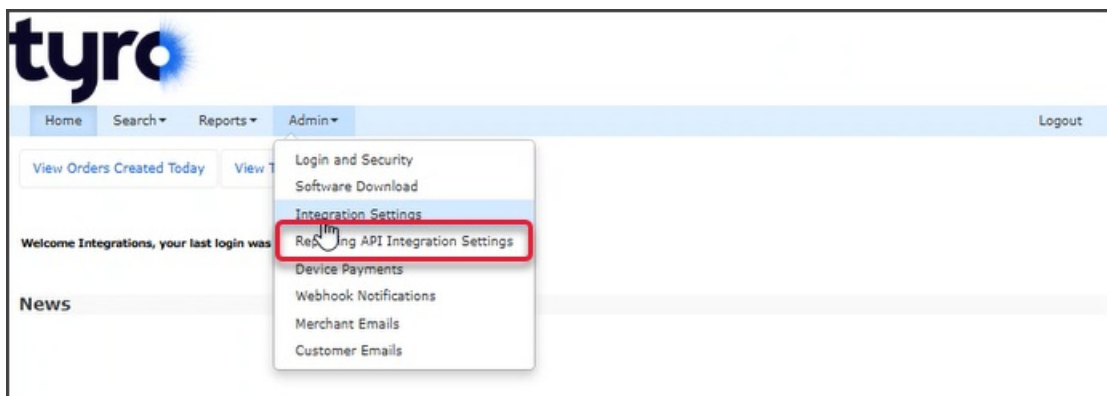 tyro
Home Search Reports Admin Logout
View Orders Created Today View T
Login and Security
Software Download
Integration Settings
Welcome Integrations, your last login was
Reporting API Integration Settings
Device Payments
Webhook Notifications
News
Merchant Emails
Customer Emails